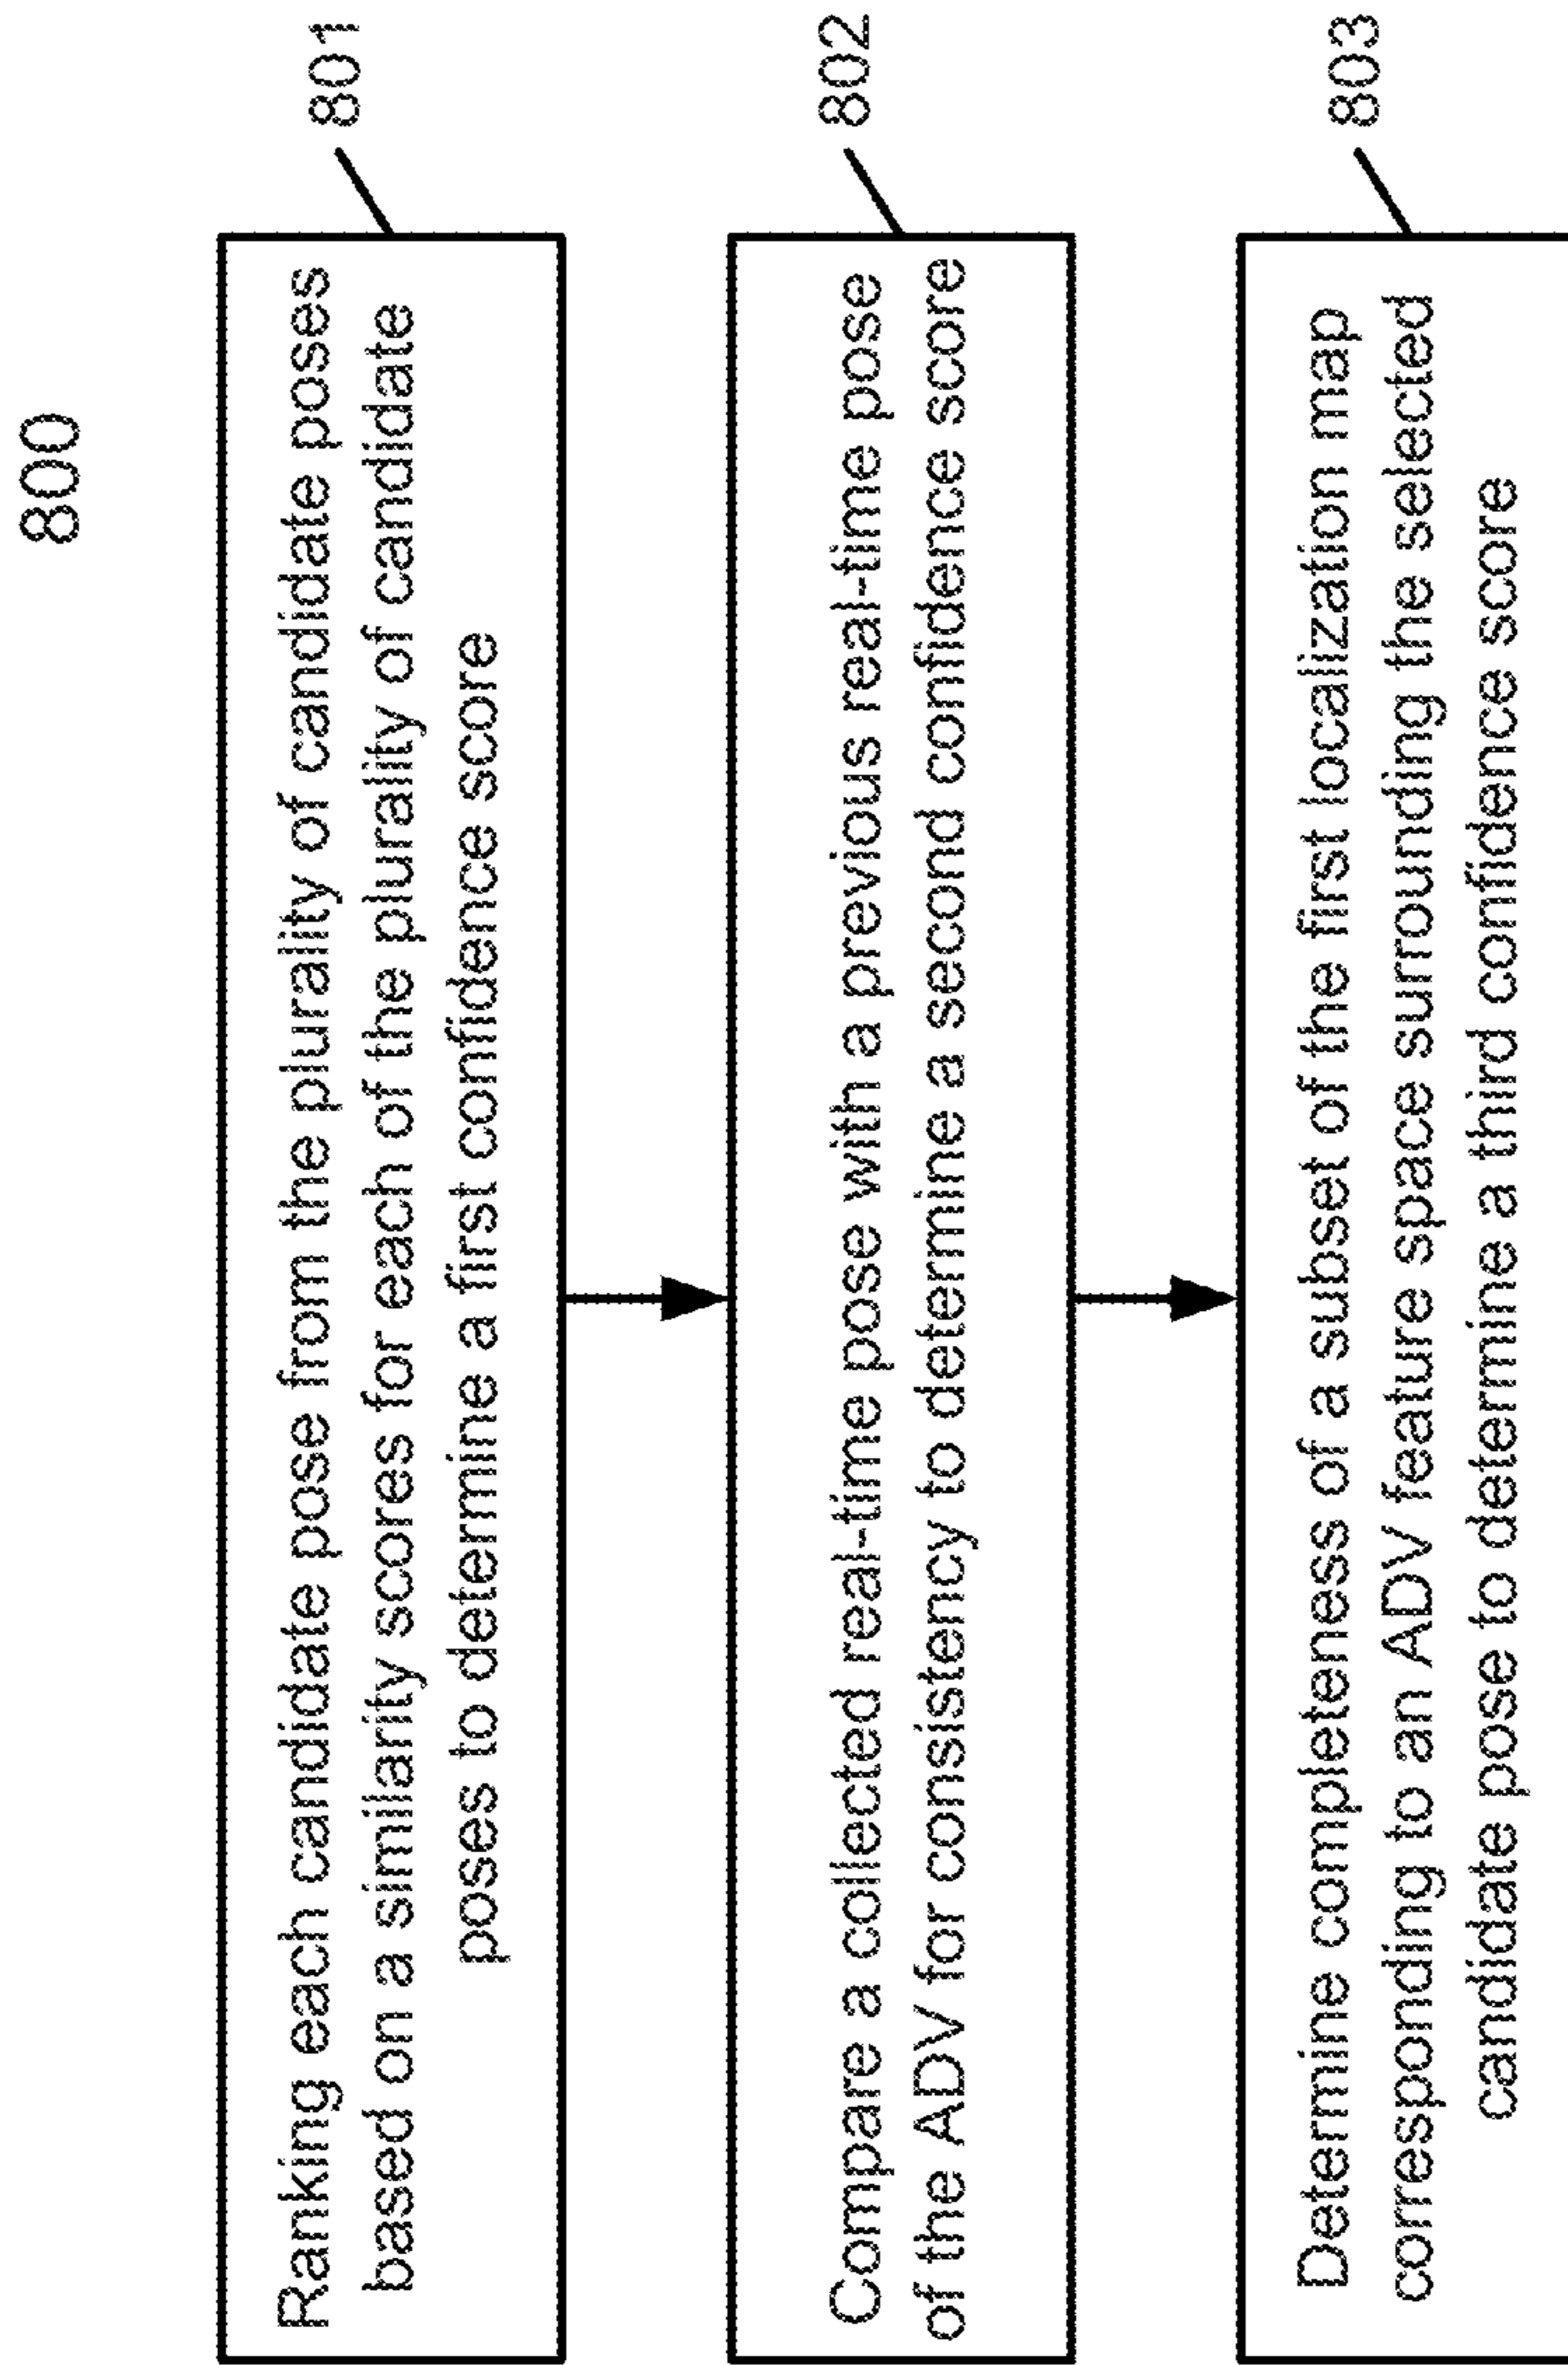 800
Ranking each candidate pose from the plurality of candidate poses
based on a similarity scores for each of the plurality of candidate
poses to determine a first confidence score
801
Compare a collected real-time pose with a previous real-time pose
of the ADV for consistency to determine a second confidence score
802
Determine completeness of a subset of the first localization map
corresponding to an ADV feature space surrounding the selected
candidate pose to determine a third confidence score
803